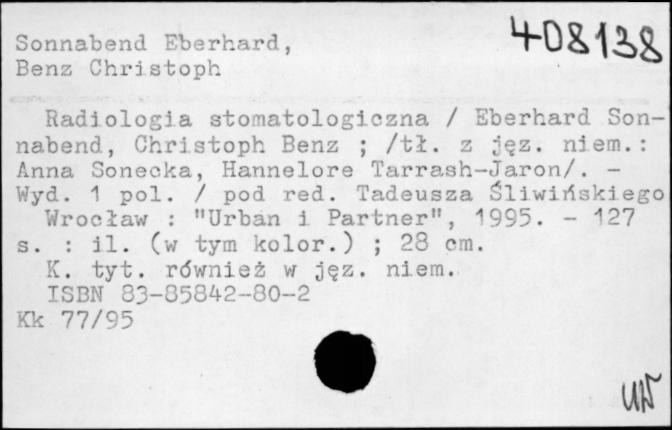 408138
Sonnabend Eberhard,
Benz Christoph
Radiologia stomatologiczna / Eberhard Son-
nabend, Christoph Benz ; /tł. z jęz. niem.:
Anna Sonecka, Hannelore Tarrash-Jaron/. -
Wyd. 1 pol. / pod red. Tadeusza Śliwińskiego
Wrocław : "Urban i Partner", 1995. - 127
s. : il. (w tym kolor.) ; 28 cm.
K. tyt. również w jęz. niem.
ISBN 83-85842-80-2
Kk 77/95